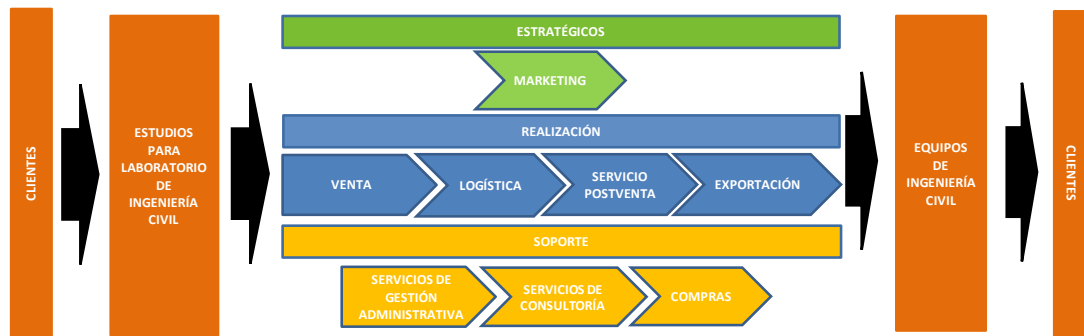 CLIENTES
ESTUDIOS
PARA
LABORATORIO
DE
INGENIERÍA
CIVIL
ESTRATÉGICOS
MARKETING
REALIZACIÓN
VENTA
LOGÍSTICA
SERVICIO
POSTVENTA
EXPORTACIÓN
SOPORTE
SERVICIOS DE
GESTIÓN
ADMINISTRATIVA
SERVICIOS DE
CONSULTORÍA
COMPRAS
EQUIPOS
DE
INGENIERÍA
CIVIL
CLIENTES